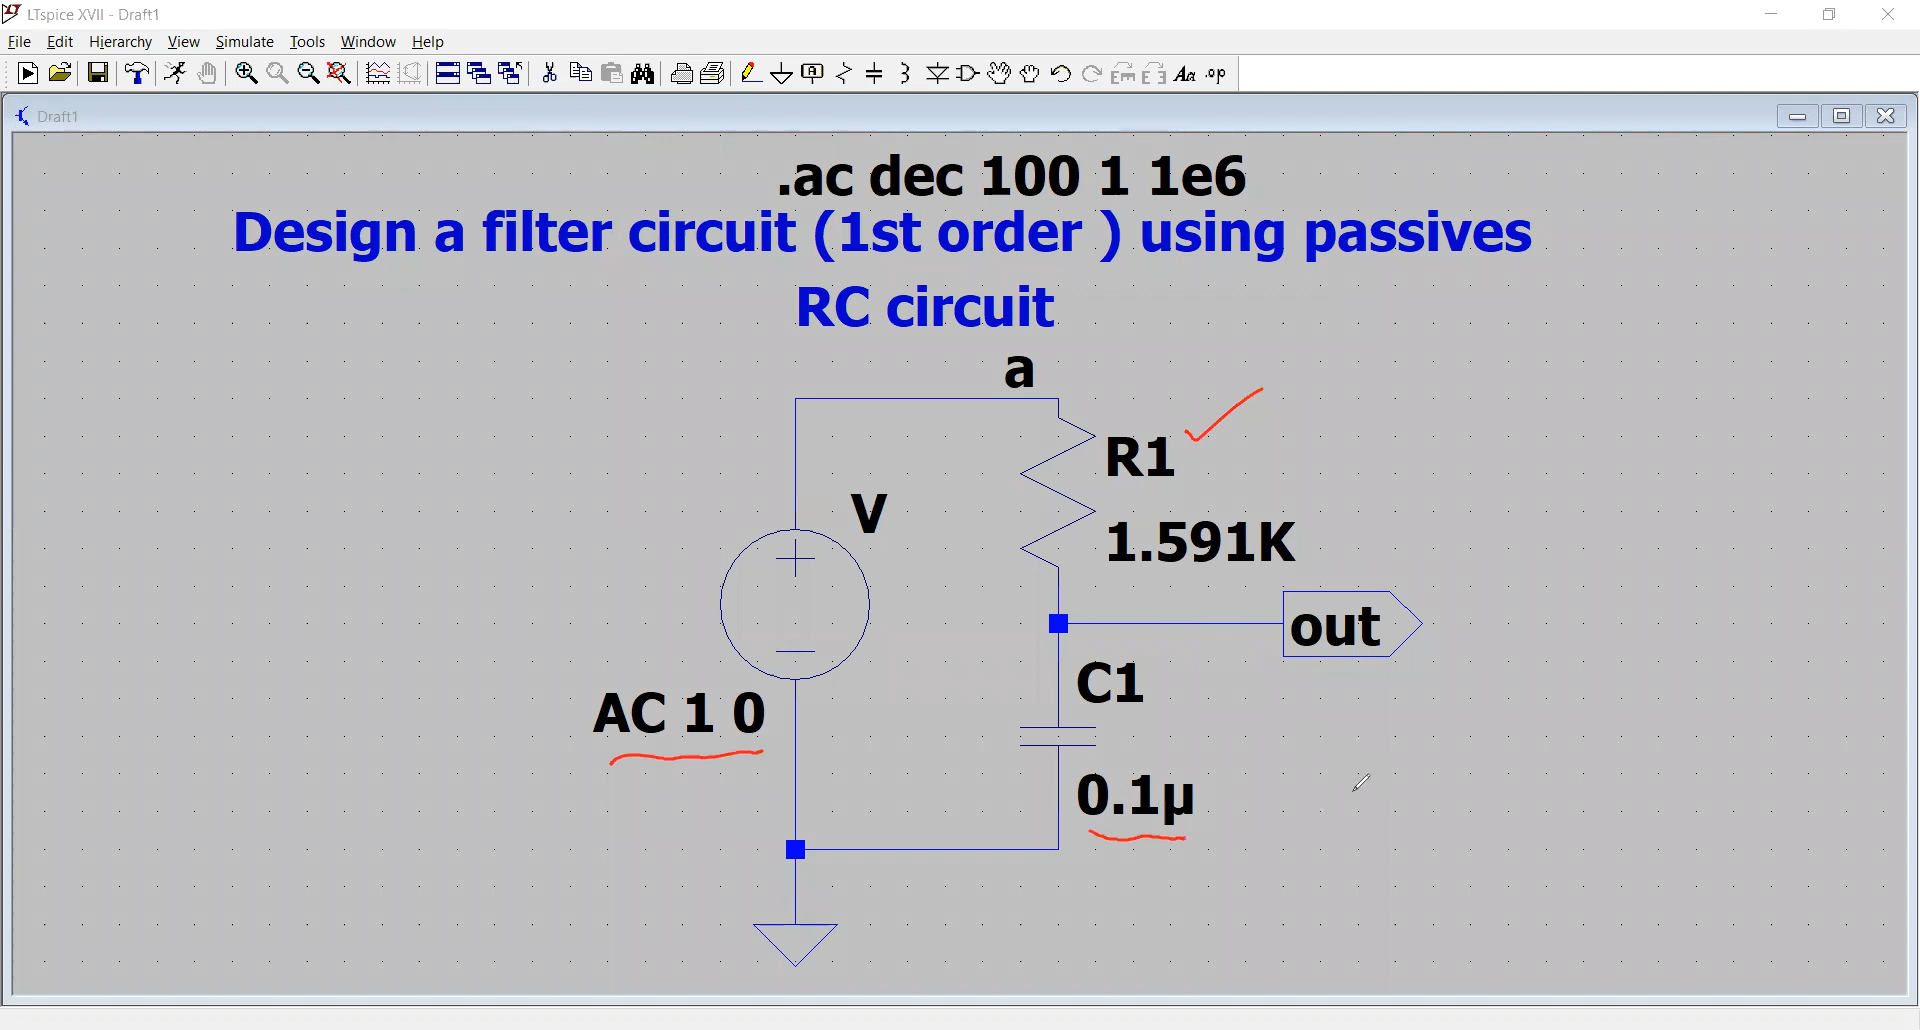 LTspice XVII - Draft1
File Edit Hierarchy View Simulate Tools Window Help
Draft1
.ac dec 100 1 1e6
Design a filter circuit (1st order ) using passives
RC circuit
a
R1
V
1.591K
out
C1
AC 1 0
0.1µ